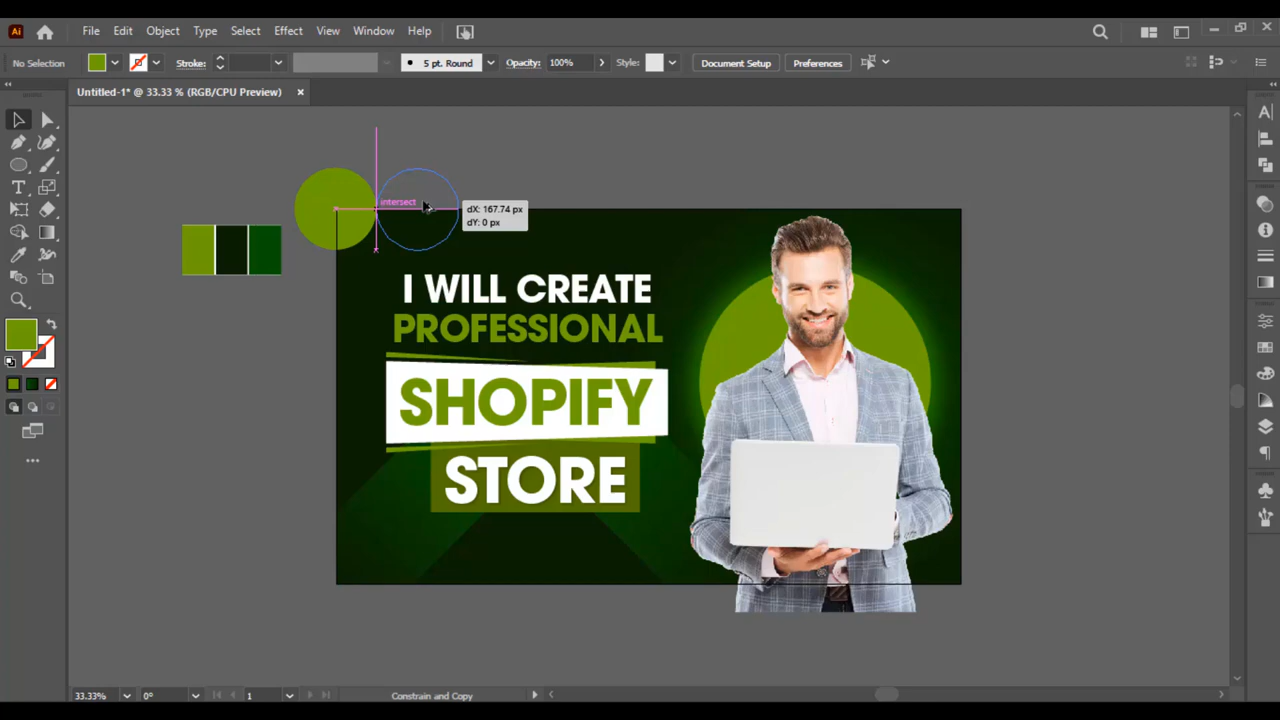 Ai
File Edit Object Type Select Effect View Window Help
No Selection
Stroke:
5 pt. Round
Opacity: 100%
Style:
Document Setup
Preferences
Untitled-1* @ 33.33 % (RGB/CPU Preview)
intersect
dX: 167.74 px
dY: 0 px
I WILL CREATE
PROFESSIONAL
SHOPIFY
STORE
33.33%
0°
1
Constrain and Copy